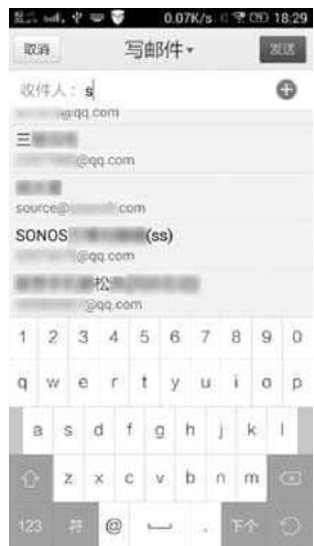 0.07K/s 18:29
取消 写邮件 发送
收件人: s
@qq.com
三
@qq.com
source@ .com
SONOS (ss)
@qq.com
松
@qq.com
1 2 3 4 5 6 7 8 9 0
q w e r t y u i o p
a s d f g h j k l
z x c v b n m
123 符 @ . 下个